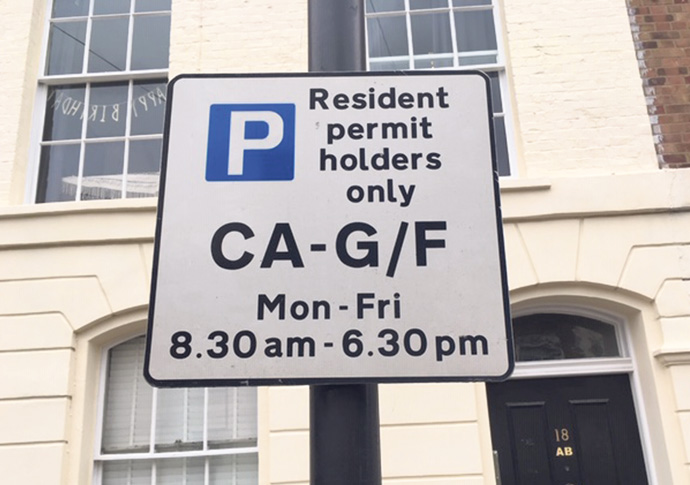 P
Resident
permit
holders
only
CA-G/F
Mon - Fri
8.30 am - 6.30 pm
18
AB